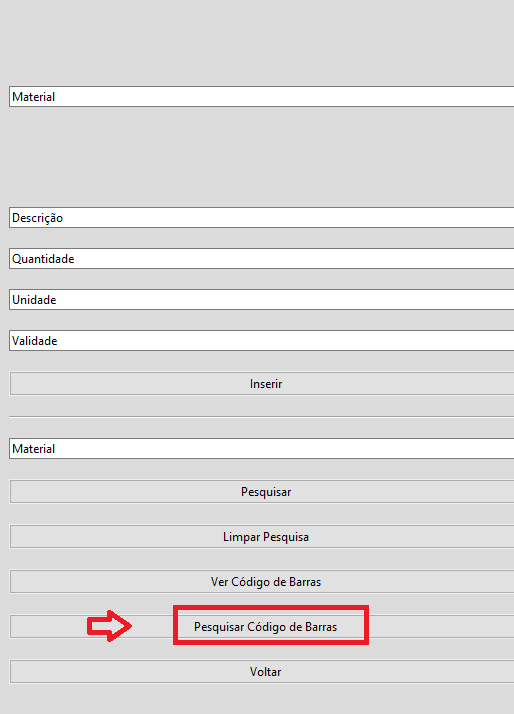 Material
Descrição
Quantidade
Unidade
Validade
Inserir
Material
Pesquisar
Limpar Pesquisa
Ver Código de Barras
Pesquisar Código de Barras
Voltar